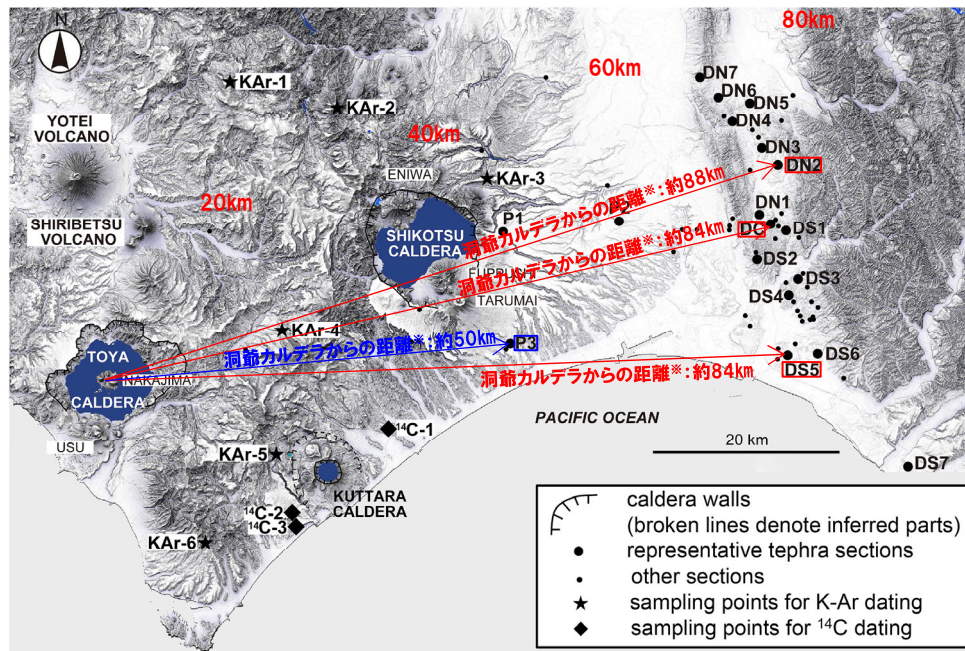 N
80km
60km
DN7
KAr-1
DN6
DN5
KAr-2
YOTEI
VOLCANO
DN4
40km
DN3
ENIWA
KAr-3
DN2
洞爺カルデラからの距離※:約88km
20km
P1
DN1
SHIRIBETSU
VOLCANO
SHIKOTSU
CALDERA
DC
DS1
洞爺カルデラからの距離※:約84km
DS2
DS3
TARUMAI
DS4
KAr-4
洞爺カルデラからの距離※:約50km
P3
TOYA
CALDERA
NAKAJIMA
DS6
DS5
洞爺カルデラからの距離※:約84km
PACIFIC OCEAN
USU
14C-1
20 km
KAr-5
DS7
KUTTARA
CALDERA
14C-2
14C-3
KAr-6
caldera walls
(broken lines denote inferred parts)
representative tephra sections
other sections
sampling points for K-Ar dating
sampling points for 14C dating